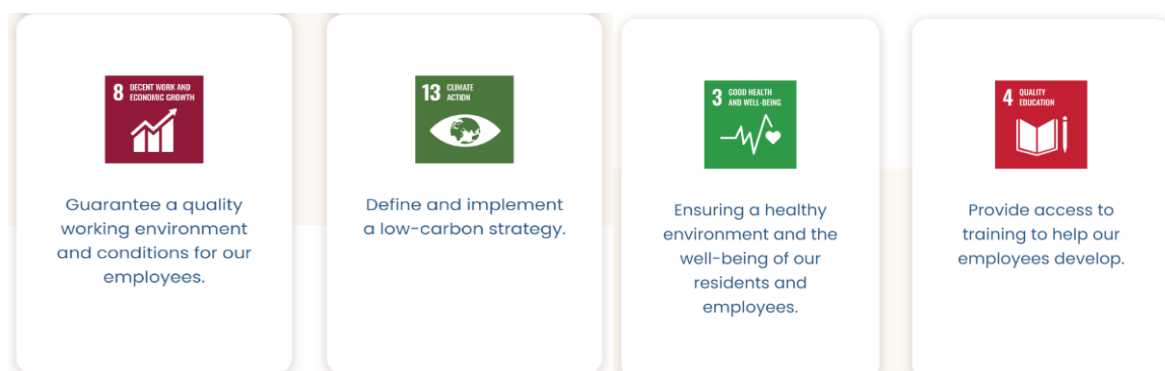 8 DECENT WORK AND
ECONOMIC GROWTH
Guarantee a quality
working environment
and conditions for our
employees.
13 CLIMATE
ACTION
Define and implement
a low-carbon strategy.
3 GOOD HEALTH
AND WELL-BEING
Ensuring a healthy
environment and the
well-being of our
residents and
employees.
4 QUALITY
EDUCATION
Provide access to
training to help our
employees develop.